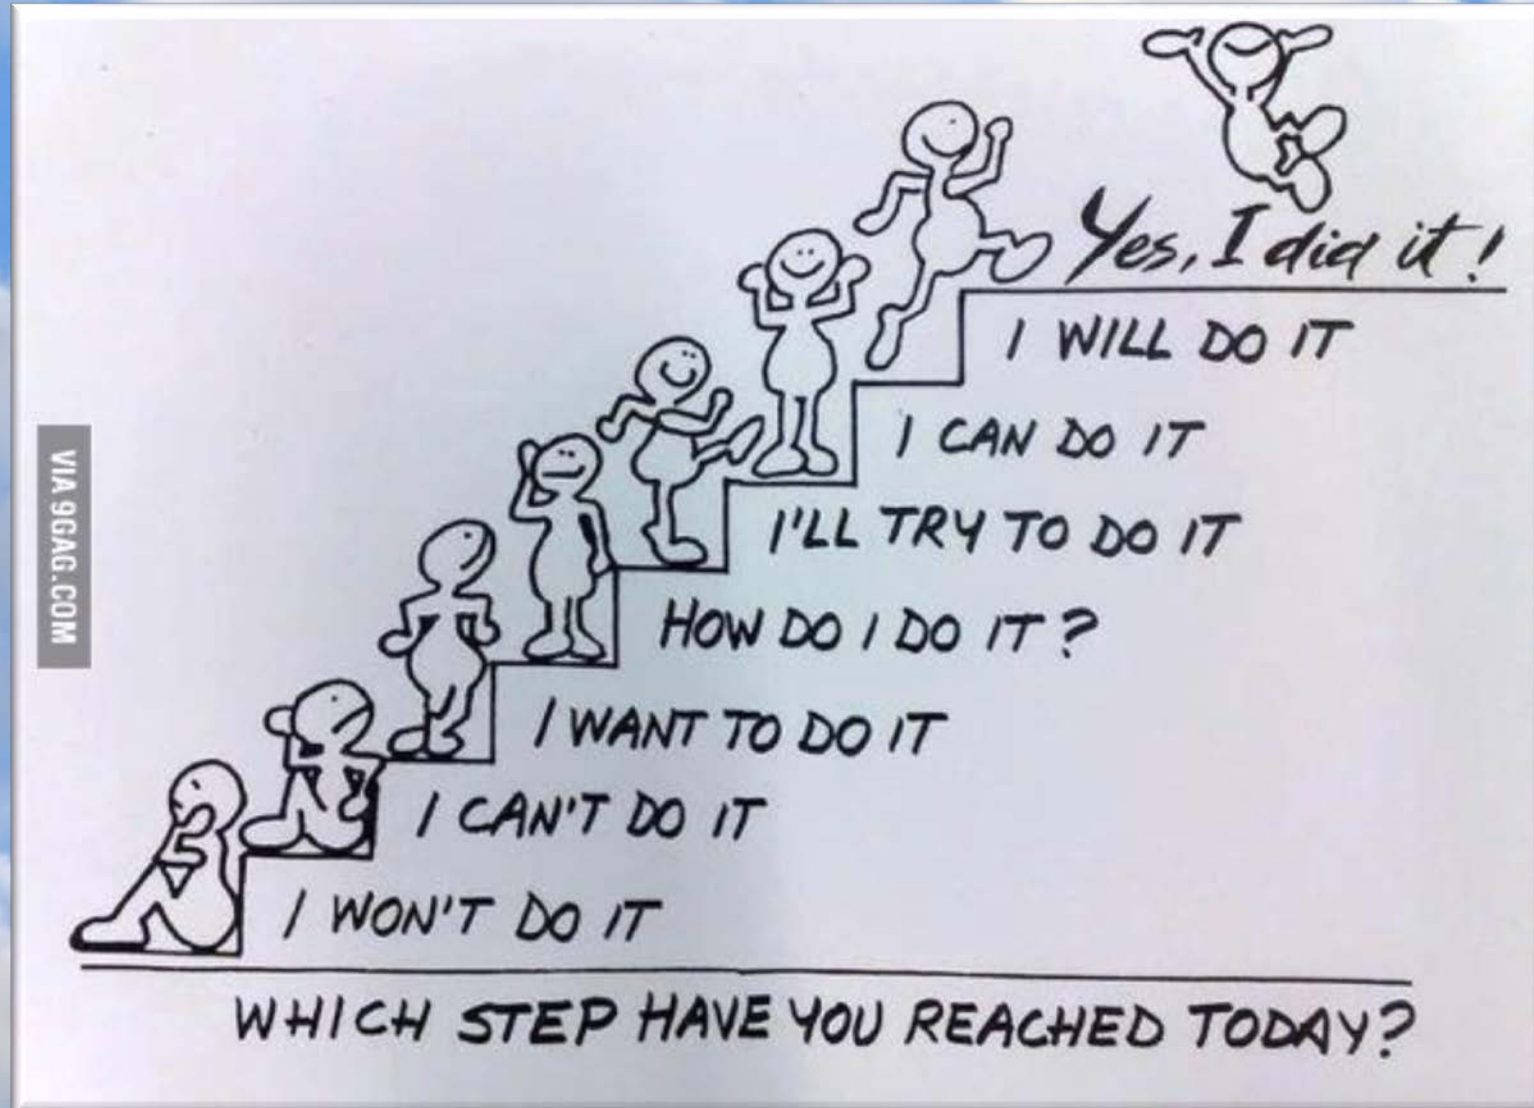 Yes, I did it!
I WILL DO IT
I CAN DO IT
I'LL TRY TO DO IT
HOW DO I DO IT?
I WANT TO DO IT
I CAN'T DO IT
I WON'T DO IT
WHICH STEP HAVE YOU REACHED TODAY?
VIA 9GAG.COM